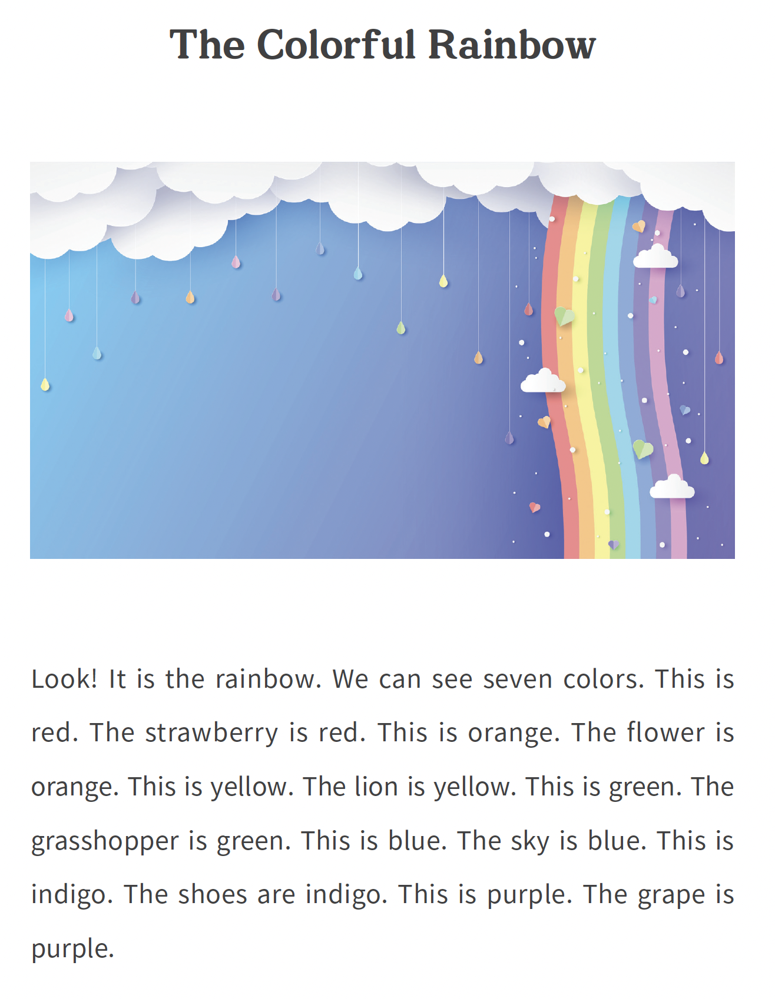 The Colorful Rainbow
Look! It is the rainbow. We can see seven colors. This is
red. The strawberry is red. This is orange. The flower is
orange. This is yellow. The lion is yellow. This is green. The
grasshopper is green. This is blue. The sky is blue. This is
indigo. The shoes are indigo. This is purple. The grape is
purple.